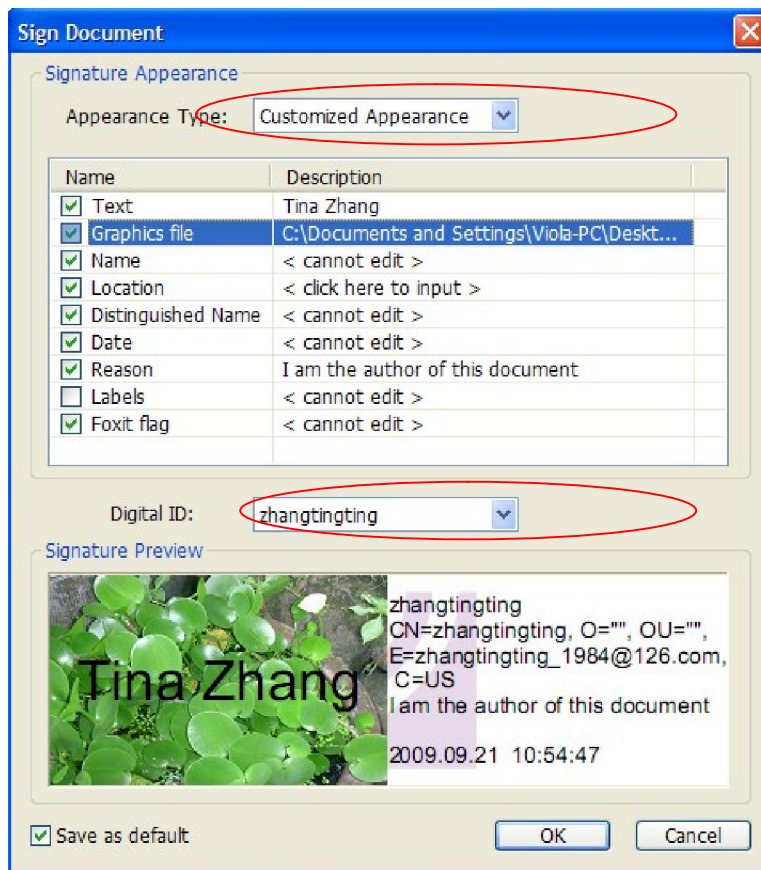 Sign Document
Signature Appearance
Appearance Type: Customized Appearance
Name Description
Text Tina Zhang
Graphics file C:\Documents and Settings\Viola-PC\Deskt...
Name < cannot edit >
Location < click here to input >
Distinguished Name < cannot edit >
Date < cannot edit >
Reason I am the author of this document
Labels < cannot edit >
Foxit flag < cannot edit >
Digital ID: zhangtingting
Signature Preview
Tina Zhang
zhangtingting
CN=zhangtingting, O="", OU="",
E=zhangtingting_1984@126.com,
C=US
I am the author of this document
2009.09.21 10:54:47
Save as default
OK Cancel